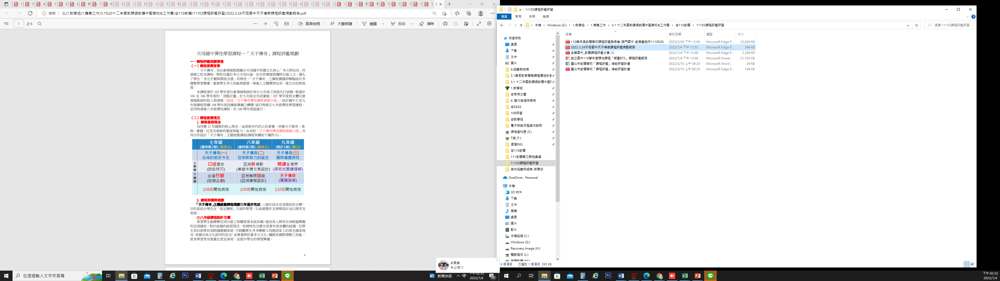 檔案
G:/1.教學組/1.專案工作/3.1%20十二年國教課綱前導中堅學校&工作圈/@110前導/11103課程評鑑研習/2022.3.24天母國中天子傳奇課程評鑑規劃報告.pdf
1 之 6
頁面檢視
大聲朗讀
繪圖
反白
清除
天母國中彈性學習課程—「天子傳奇」課程評鑑規劃
一、課程評鑑規劃情境
（一）課程發展背景
「天子傳奇」為社會領域教師融合天母國中校園文化核心「多元與包容」所
發展之校本課程，學校位處於多元天母社區，在自然環境與獨特社區人文，濡化
了學生「多元才藝與開放活潑」的特性，「天子傳奇」之課程實踐即積極設計多
樣態學習舞臺，激發學生多元知能與創意，增進人文關懷與包容，建立自信與氣
度。
本課程源於 103 學年度社會領域教師於部分九年級之班級先行試辦，根基於
104 至 106 學年度的「亮點計畫」於九年級全年段實施，107 學年度經全體社會
領域教師的投入與發展，組成「天子傳奇彈性課程發展小組」，設計國中七至九
年級課程架構，108 學年度因應新課綱之轉變，試行與修正七年級彈性學習課程，
並同時發展八年級彈性課程，於 109 學年度起施行。
（二）課程發展現況
1. 課程發展理念
為符應 12 年國教的核心理念－涵育新世代的公民素養，培養天子探究、參
與、實踐、反思及創新的態度與能力，由本校「天子傳奇彈性課程發展小組」共
同合作設計「天子傳奇」主題統整課程(課程架構如下圖所示)。
七年級 八年級 九年級
(總時數2節) (歷地公) (總時數2節) (歷地公) (預計1節) (歷公)
天子傳奇(一) 天子傳奇(二) 天子傳奇(三)
台灣的前世今生 亞洲新勢力的誕生 國際議題探究
上學期 口述歷史 亞洲新視野 閱讀全視界
(訪談技巧) (桌遊卡牌文案設計) (探究式閱讀理解)
下學期 台灣行腳 亞洲無限錢能 天子傳奇
(旅遊企劃) (亞洲貨幣設計) (專題發表)
108起開始實施 109起開始實施 110起開始實施
2. 課程架構與規劃
「天子傳奇」主題統整課程規劃三年逐步完成，三個年段各有其階段性目標，
目的是結合學生在「部定課程」方面的學習，以桌遊製作及貨幣設計加以探究及
表現。
(1)八年級課程設計目標
希望學生能瞭解亞洲分區之相關背景系統知識，進而深入探究自身較感興趣
的亞洲國家，對於該國的政經現況、地理特色及歷史背景有更具體的認識，若學
生來自新移民或跨國婚姻家庭，可鼓勵學生多多瞭解父母親或家人的原生國家現
況，具備自我文化認同的信念，並尊重與欣賞多元文化，擴展其國際理解之知能，
使其學習更有意義也更加深刻，並提升學生的學習興趣。
1
吳君儀
有必要ㄇ
在這裡輸入文字來搜尋
新聞快訊
中
下午 02:32
2022/7/4
26
11103課程評鑑研習
檔案 常用 共用 檢視
本機 Windows (G:) 1.教學組 1.專案工作 3.1 十二年國教課綱前導中堅學校&工作圈 @110前導 11103課程評鑑研習
搜尋 11103課程評鑑研習
名稱 修改日期 類型 大小
110學年度前導學校課程評鑑發表會-南門國中-創意藝起來1110526 2022/5/26 下午 12:04 Microsoft Edge P... 32,826 KB
2022.3.24天母國中天子傳奇課程評鑑規劃報告 2022/7/4 下午 12:53 Microsoft Edge P... 396 KB
金華國中_前導課程評鑑分享 (1) 2022/7/4 下午 12:48 Microsoft Edge P... 2,248 KB
誠正國中110學年度彈性課程「解憂BTS」課程評鑑報告 2022/7/4 下午 12:48 Microsoft Power... 21,102 KB
臺北市前導學校「課程評鑑」增能研習計畫 2022/3/15 上午 09:24 Microsoft Word ... 29 KB
臺北市前導學校「課程評鑑」增能研習計畫 2022/3/15 上午 09:25 Microsoft Edge P... 109 KB
快速存取
桌面
下載
文件
圖片
6.經費與控帳
5.1美感教育實驗課程實施計畫
3.1 十二年國教課綱前導中堅
1.教學組
@常用文書
6. 匯代勞健保表格
@$$$$
109研習
@教學組
電子核銷流程操作說明
掃描資料匣 (S:)
T碟 (T:)
處理ING
@110前導
111前導第三群組彙編
11103課程評鑑研習
各校經費明細表-核章版
OneDrive - Personal
本機
3D 物件
下載
文件
音樂
桌面
圖片
影片
本機磁碟 (C:)
Windows (G:)
Recovery Image (H:)
驅動程式 (L:)
6 個項目 已選取 1 個項目 395 KB
下午 02:32
2022/7/4